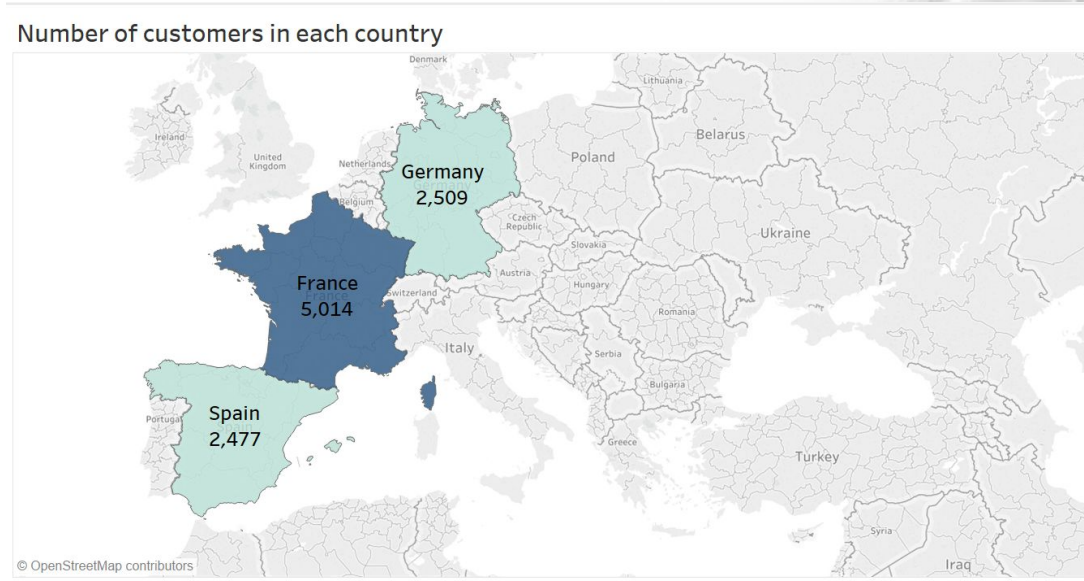 Number of customers in each country
Denmark
Lithuania
Ireland
United
Kingdom
Belarus
Poland
Netherlands
Germany
2,509
Belgium
Czech
Republic
Ukraine
Slovakia
Austria
France
France
5,014
Switzerland
Hungary
Romania
Italy
Serbia
Bulgaria
Spain
2,477
Portugal
Greece
Turkey
Syria
Iraq
© OpenStreetMap contributors